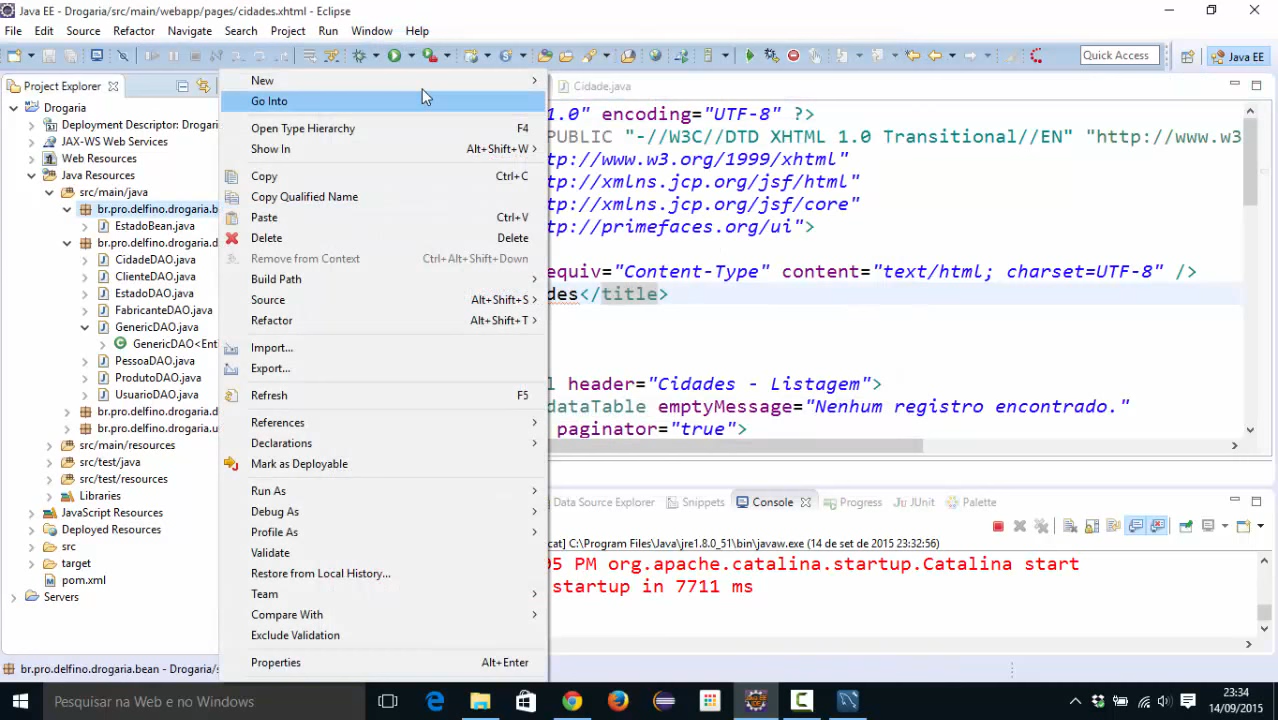 Java EE - Drogaria/src/main/webapp/pages/cidades.xhtml - Eclipse
File Edit Source Refactor Navigate Search Project Run Window Help
Quick Access
Java EE
Project Explorer
Drogaria
Deployment Descriptor: Drogari
JAX-WS Web Services
Web Resources
Java Resources
src/main/java
br.pro.delfino.drogaria.b
EstadoBean.java
br.pro.delfino.drogaria.d
CidadeDAO.java
ClienteDAO.java
EstadoDAO.java
FabricanteDAO.java
GenericDAO.java
GenericDAO<Enti
PessoaDAO.java
ProdutoDAO.java
UsuarioDAO.java
br.pro.delfino.drogaria.d
br.pro.delfino.drogaria.u
src/main/resources
src/test/java
src/test/resources
Libraries
JavaScript Resources
Deployed Resources
src
target
pom.xml
Servers
New
Go Into
Open Type Hierarchy F4
Show In Alt+Shift+W
Copy Ctrl+C
Copy Qualified Name
Paste Ctrl+V
Delete Delete
Remove from Context Ctrl+Alt+Shift+Down
Build Path
Source Alt+Shift+S
Refactor Alt+Shift+T
Import...
Export...
Refresh F5
References
Declarations
Mark as Deployable
Run As
Debug As
Profile As
Validate
Restore from Local History...
Team
Compare With
Exclude Validation
Properties Alt+Enter
Cidade.java
1.0" encoding="UTF-8" ?>
PUBLIC "-//W3C//DTD XHTML 1.0 Transitional//EN" "http://www.w3
tp://www.w3.org/1999/xhtml"
tp://xmlns.jcp.org/jsf/html"
tp://xmlns.jcp.org/jsf/core"
tp://primefaces.org/ui">
equiv="Content-Type" content="text/html; charset=UTF-8" />
des</title>
l header="Cidades - Listagem">
dataTable emptyMessage="Nenhum registro encontrado."
paginator="true">
Data Source Explorer Snippets Console Progress JUnit Palette
cat] C:\Program Files\Java\jre1.8.0_51\bin\javaw.exe (14 de set de 2015 23:32:56)
05 PM org.apache.catalina.startup.Catalina start
startup in 7711 ms
br.pro.delfino.drogaria.bean - Drogaria/s
Pesquisar na Web e no Windows
23:34
14/09/2015